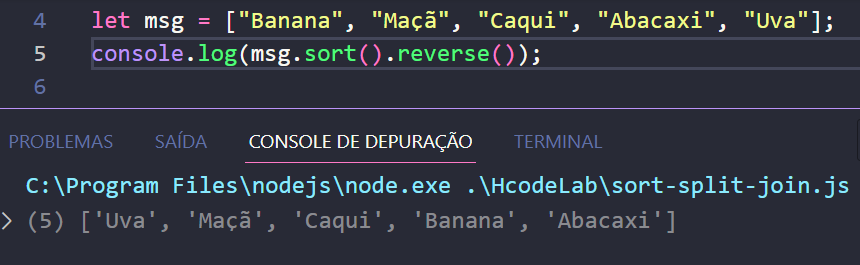 4 let msg = ["Banana", "Maçã", "Caqui", "Abacaxi", "Uva"];
5 console.log(msg.sort().reverse());
6
PROBLEMAS SAÍDA CONSOLE DE DEPURAÇÃO TERMINAL
C:\Program Files\nodejs\node.exe .\HcodeLab\sort-split-join.js
> (5) ['Uva', 'Maçã', 'Caqui', 'Banana', 'Abacaxi']